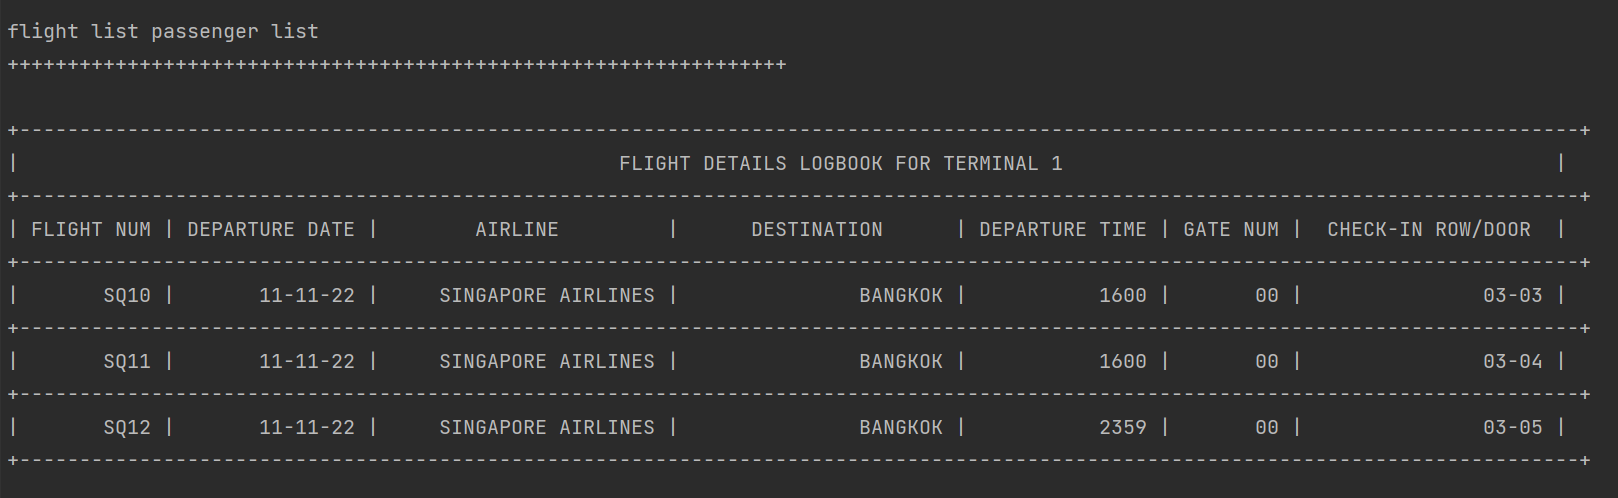 flight list passenger list
+++++++++++++++++++++++++++++++++++++++++++++++++++++++++++++++++
+----------------------------------------------------------------------------------------------------------------------------------+
|                                                  FLIGHT DETAILS LOGBOOK FOR TERMINAL 1                                         |
+----------------------------------------------------------------------------------------------------------------------------------+
| FLIGHT NUM | DEPARTURE DATE |        AIRLINE         |      DESTINATION      | DEPARTURE TIME | GATE NUM |  CHECK-IN ROW/DOOR  |
+----------------------------------------------------------------------------------------------------------------------------------+
|       SQ10 |       11-11-22 |     SINGAPORE AIRLINES |               BANGKOK |           1600 |       00 |               03-03 |
+----------------------------------------------------------------------------------------------------------------------------------+
|       SQ11 |       11-11-22 |     SINGAPORE AIRLINES |               BANGKOK |           1600 |       00 |               03-04 |
+----------------------------------------------------------------------------------------------------------------------------------+
|       SQ12 |       11-11-22 |     SINGAPORE AIRLINES |               BANGKOK |           2359 |       00 |               03-05 |
+----------------------------------------------------------------------------------------------------------------------------------+